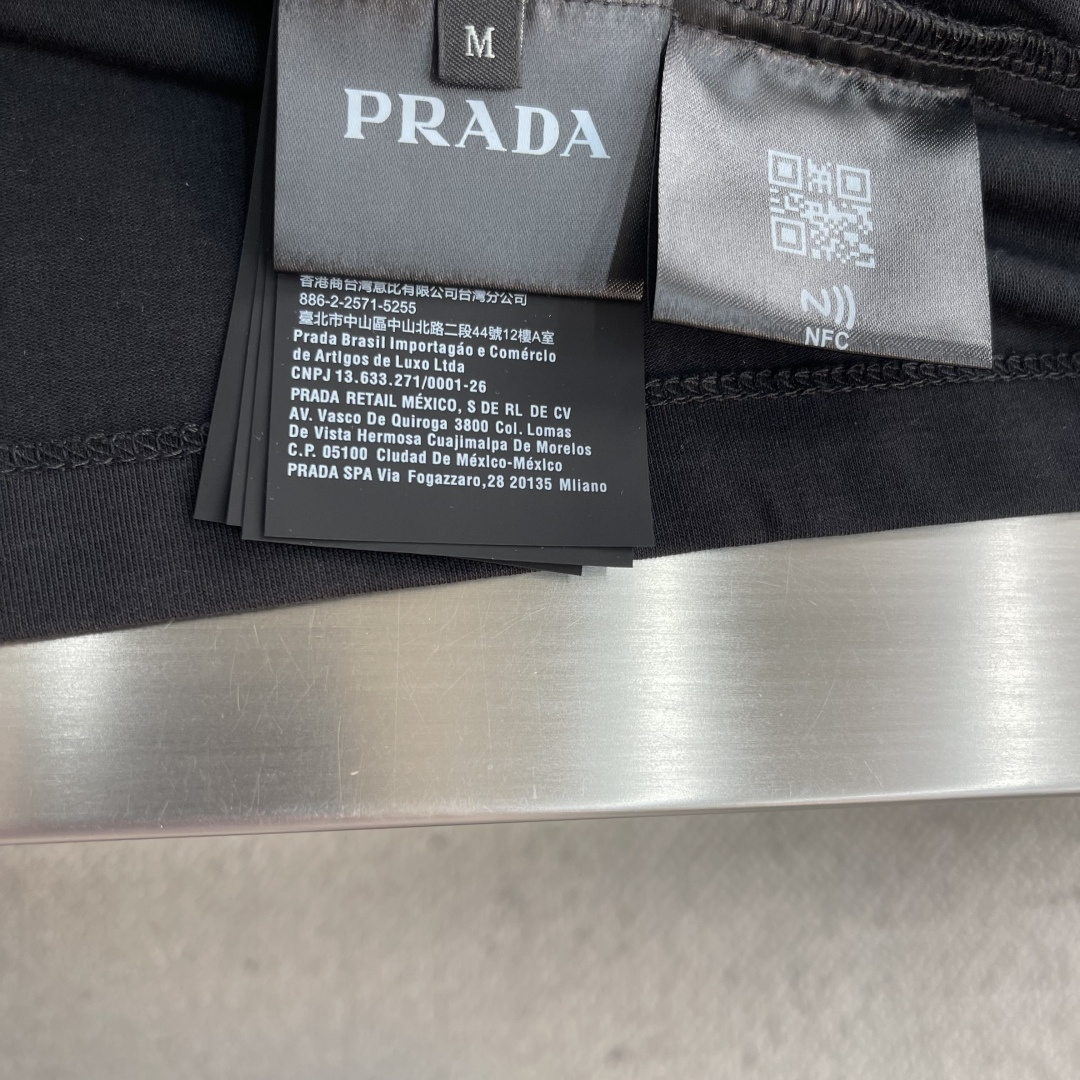 M
PRADA
香港商台灣意比有限公司台灣分公司
886-2-2571-5255
臺北市中山區中山北路二段44號12樓A室
Prada Brasil Importagáo e Comérclo
de Artlgos de Luxo Ltda
CNPJ 13.633.271/0001-26
PRADA RETAIL MÉXICO, S DE RL DE CV
AV. Vasco De Quiroga 3800 Col. Lomas
De Vista Hermosa Cuajimalpa De Morelos
C.P. 05100 Ciudad De México-México
PRADA SPA Via Fogazzaro,28 20135 Mliano
NFC